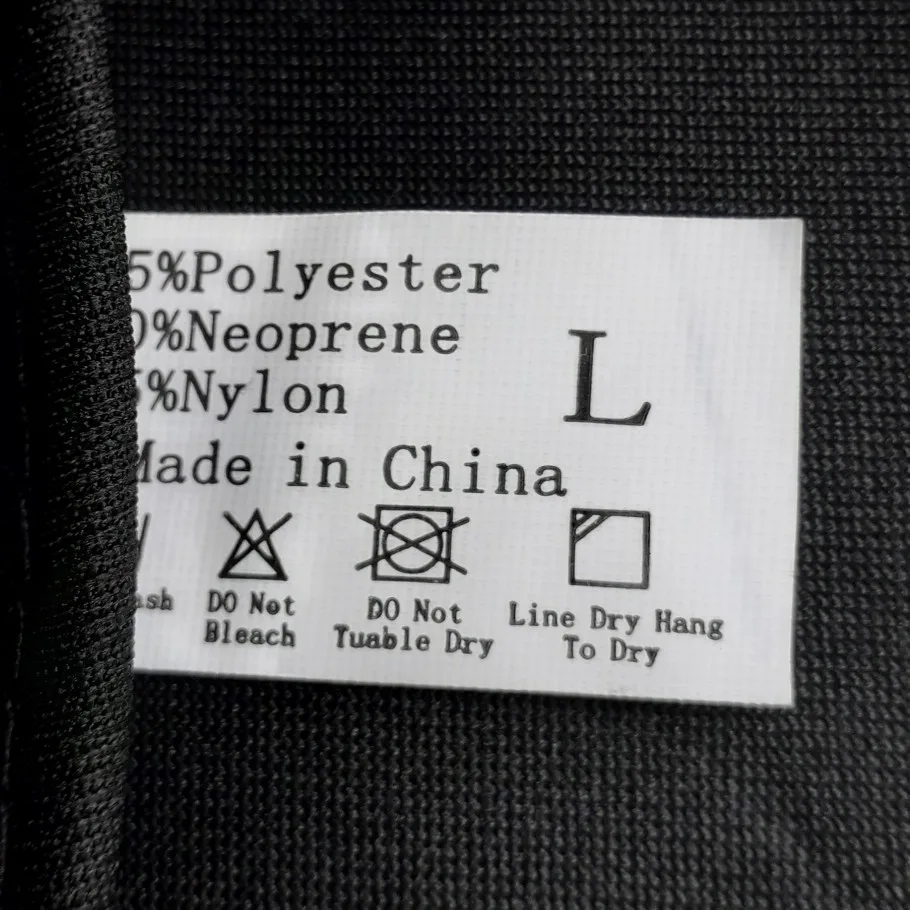 5%Polyester
0%Neoprene
5%Nylon
L
Made in China
DO Not
Bleach
DO Not
Tuable Dry
Line Dry Hang
To Dry